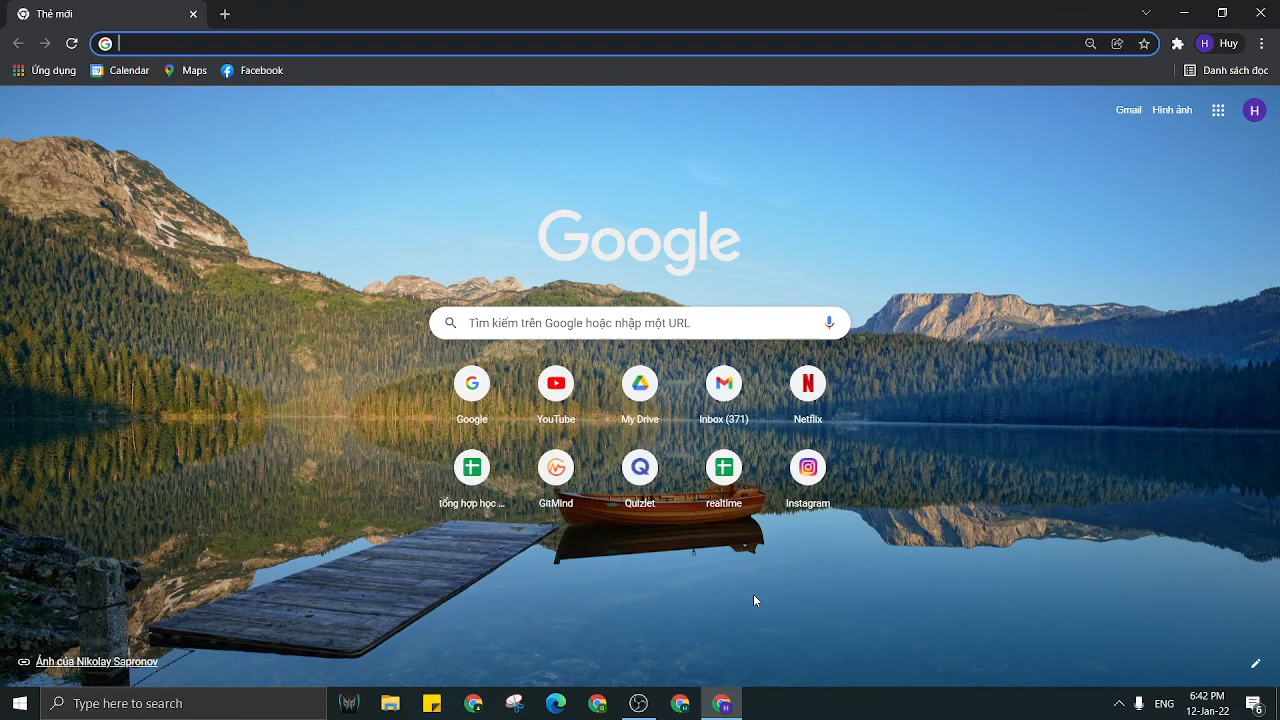 Thẻ mới
Huy
Ứng dụng
Calendar
Maps
Facebook
Danh sách đọc
Gmail
Hình ảnh
H
Google
Tìm kiếm trên Google hoặc nhập một URL
Google
YouTube
My Drive
Inbox (371)
Netflix
tổng hợp học ...
GitMind
Quizlet
realtime
Instagram
Ảnh của Nikolay Sapronov
Type here to search
ENG
6:42 PM
12-Jan-22
6